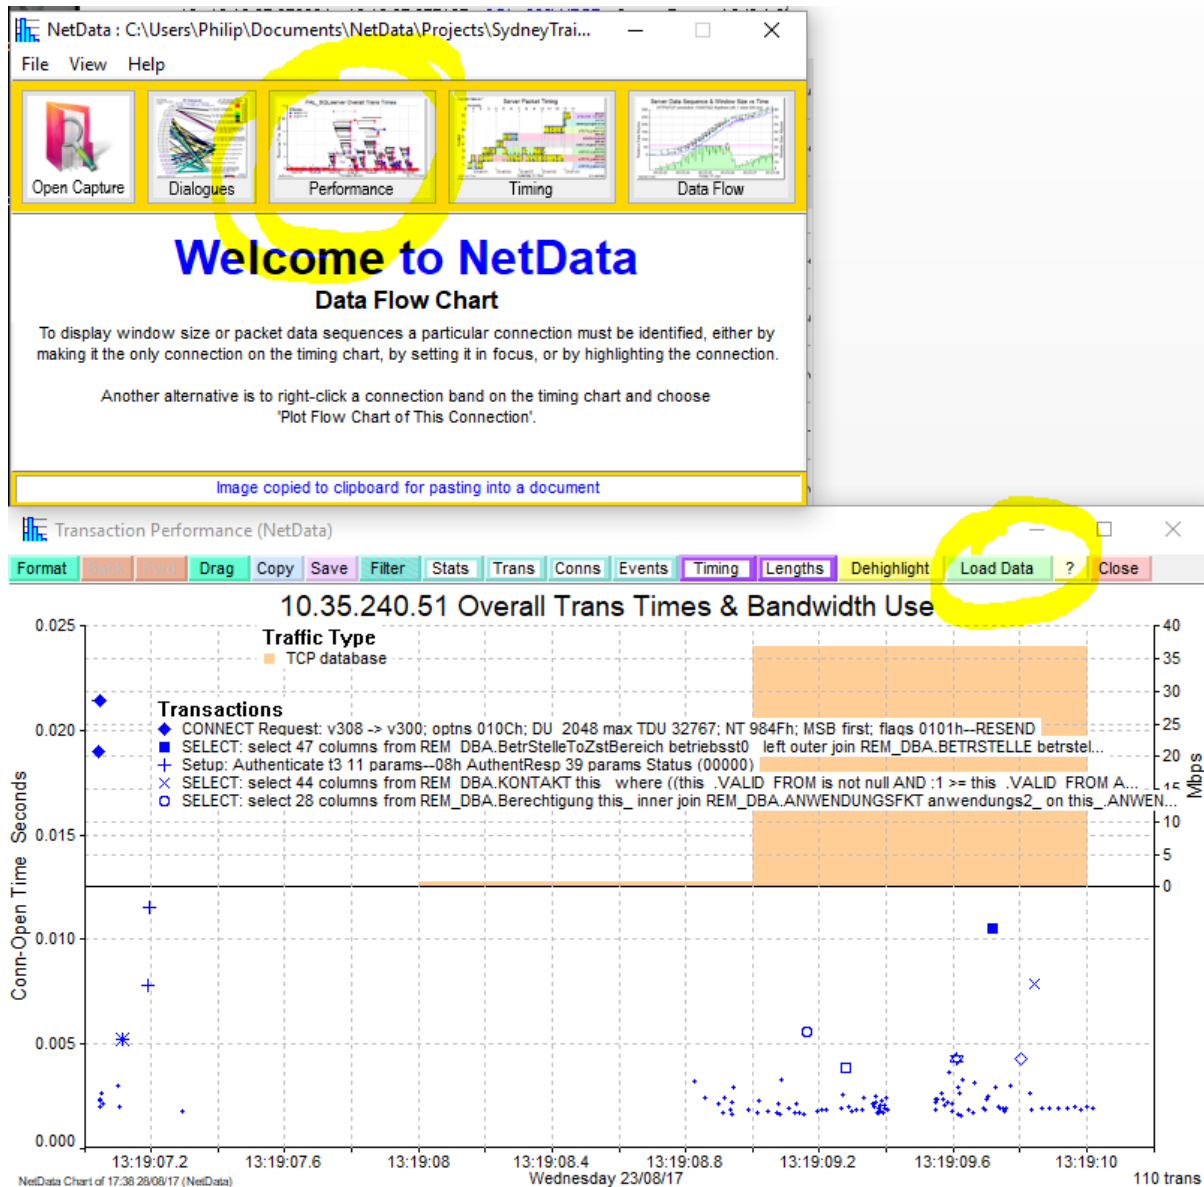 NetData : C:\Users\Philip\Documents\NetData\Projects\SydneyTrai...
File View Help
Open Capture
Dialogues
Performance
Timing
Data Flow
Welcome to NetData
Data Flow Chart
To display window size or packet data sequences a particular connection must be identified, either by
making it the only connection on the timing chart, by setting it in focus, or by highlighting the connection.
Another alternative is to right-click a connection band on the timing chart and choose
'Plot Flow Chart of This Connection'.
Image copied to clipboard for pasting into a document
Transaction Performance (NetData)
Format Drag Copy Save Filter Stats Trans Conns Events Timing Lengths Dehighlight Load Data ? Close
10.35.240.51 Overall Trans Times & Bandwidth Use
Traffic Type
TCP database
Transactions
CONNECT Request: v308 -> v300; optns 010Ch; DU 2048 max TDU 32767; NT 984Fh; MSB first; flags 0101h--RESEND
SELECT: select 47 columns from REM_DBA.BetrStelleToZstBereich betriebsst0_ left outer join REM_DBA.BETRSTELLE betrstel...
Setup: Authenticate t3 11 params--08h AuthentResp 39 params Status (00000)
SELECT: select 44 columns from REM_DBA.KONTAKT this_ where ((this_.VALID_FROM is not null AND :1 >= this_.VALID_FROM A...
SELECT: select 28 columns from REM_DBA.Berechtigung this_ inner join REM_DBA.ANWENDUNGSFKT anwendungs2_ on this_.ANWEN...
Conn-Open Time Seconds
0.025
0.020
0.015
0.010
0.005
0.000
40
35
30
25
20
15
10
5
0
Mbps
13:19:07.2 13:19:07.6 13:19:08 13:19:08.4 13:19:08.8 13:19:09.2 13:19:09.6 13:19:10
NetData Chart of 17:38 28/08/17 (NetData)
Wednesday 23/08/17
110 trans